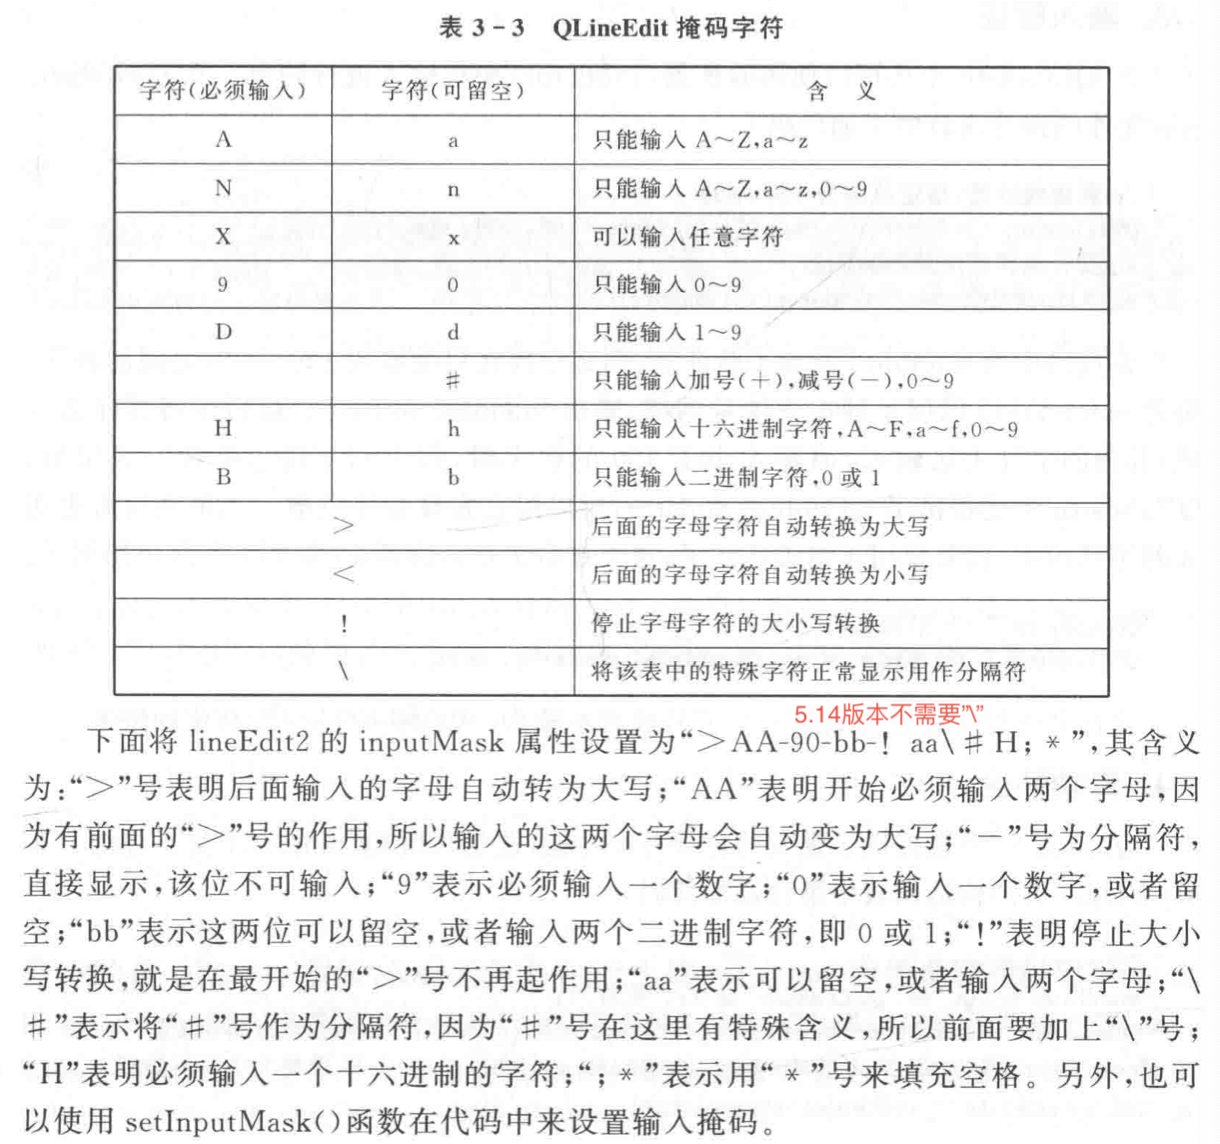 表 3-3 QLineEdit 掩码字符
字符(必须输入) 字符(可留空) 含 义
A a 只能输入 A～Z,a～z
N n 只能输入 A～Z,a～z,0～9
X x 可以输入任意字符
9 0 只能输入 0～9
D d 只能输入 1～9
# 只能输入加号(+),减号(-),0～9
H h 只能输入十六进制字符,A～F,a～f,0～9
B b 只能输入二进制字符,0 或 1
> 后面的字母字符自动转换为大写
< 后面的字母字符自动转换为小写
! 停止字母字符的大小写转换
\ 将该表中的特殊字符正常显示用作分隔符
5.14版本不需要"\"
下面将 lineEdit2 的 inputMask 属性设置为“>AA-90-bb-! aa\#H; *”,其含义
为:“>”号表明后面输入的字母自动转为大写;“AA”表明开始必须输入两个字母,因
为有前面的“>”号的作用,所以输入的这两个字母会自动变为大写;“-”号为分隔符,
直接显示,该位不可输入;“9”表示必须输入一个数字;“0”表示输入一个数字,或者留
空;“bb”表示这两位可以留空,或者输入两个二进制字符,即 0 或 1;“!”表明停止大小
写转换,就是在最开始的“>”号不再起作用;“aa”表示可以留空,或者输入两个字母;“\
#”表示将“#”号作为分隔符,因为“#”号在这里有特殊含义,所以前面要加上“\”号;
“H”表明必须输入一个十六进制的字符;“; *”表示用“*”号来填充空格。另外,也可
以使用 setInputMask()函数在代码中来设置输入掩码。